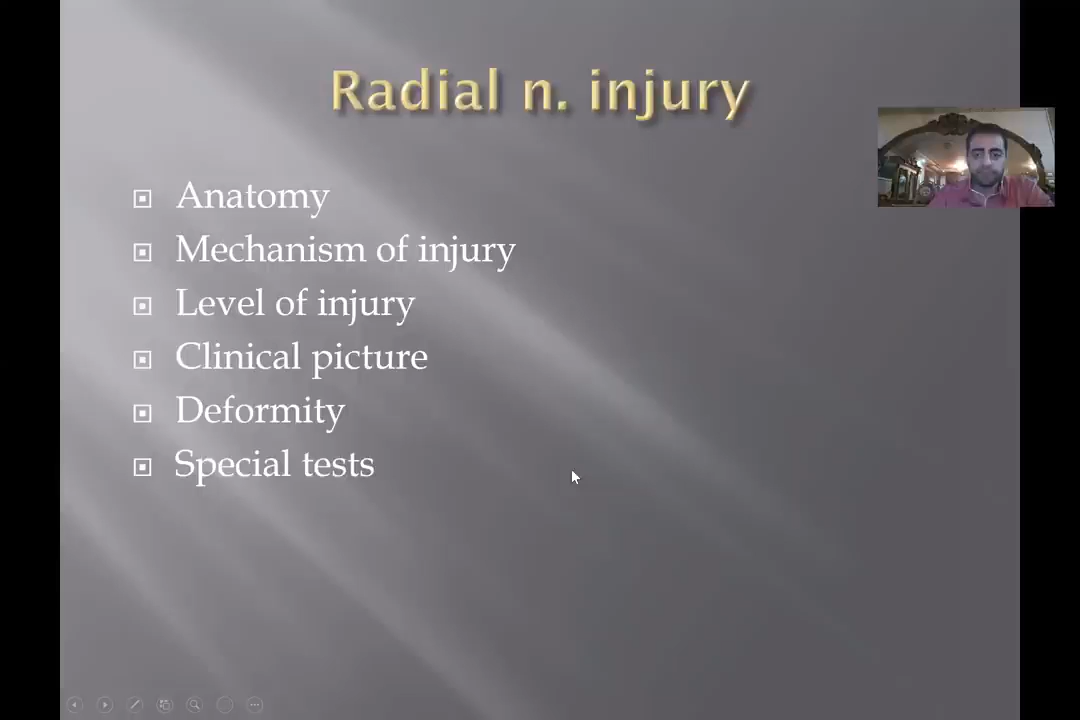 Radial n. injury
Anatomy
Mechanism of injury
Level of injury
Clinical picture
Deformity
Special tests